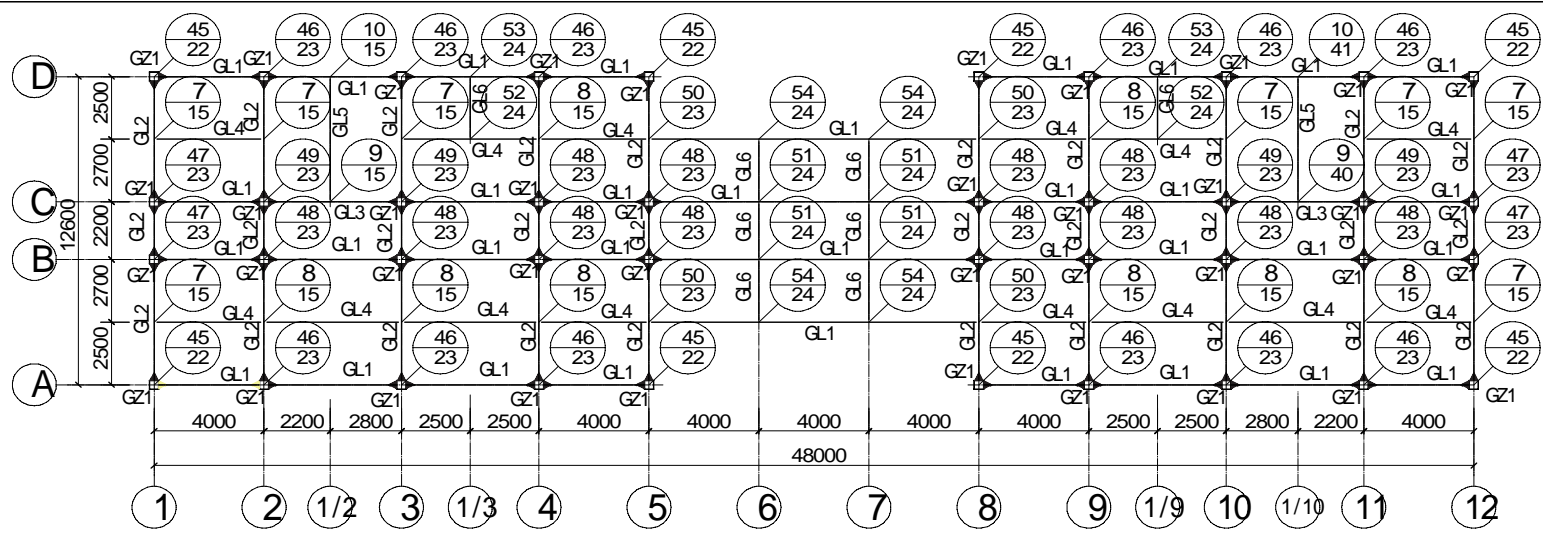 45 46 10 46 53 46 45 45 46 53 46 10 46 45
22 23 15 23 24 23 22 22 23 24 23 41 23 22
GZ1 GL1 GZ1 GL1 GL1 GL1 GL1 GL1
D
GL1 GZ1 GZ1 GZ1 GZ1 GL1 GZ1 GZ1
7 7 7 52 8 50 54 54 50 8 52 7 7 7
15 15 15 24 15 23 24 24 23 15 24 15 15 15
2500 GL2 GL2 GL5 GL2 GL6 GL6 GL5 GL2
GL4 GL4 GL1 GL4 GL4
GL4 GL2 GL2 GL2 GL4 GL2 GL2
47 49 9 49 48 48 51 51 48 48 49 9 49 47
23 23 15 23 23 23 24 24 23 23 23 40 23 23
2700 GL6 GL6
GZ1 GL1 GL1 GZ1 GL1 GL1 GZ1 GL1 GL1 GZ1 GL1
C
GZ1 GL3 GZ1 GZ1 GL3 GZ1 GZ1
47 48 48 48 48 51 51 48 48 48 48 47
23 23 23 23 23 24 24 23 23 23 23 23
12600 2200 GL2 GL2 GL2 GL2 GL2 GL6 GL6 GL2 GL2 GL2 GL2 GL2
GL1 GL1 GL1 GL1 GL1 GL1 GL1 GL1 GL1
B
GZ1 GZ1 GZ1 GZ1 GZ1 GZ1 GZ1 GZ1 GZ1 GZ1
7 8 8 8 50 54 54 50 8 8 8 7
15 15 15 15 23 24 24 23 15 15 15 15
2700 GL6 GL6
GL2 GL4 GL4 GL4 GL4 GL4 GL4 GL4 GL4
GL2 GL2 GL2 GL2 GL1 GL2 GL2 GL2 GL2 GL2
45 46 46 46 45 45 46 46 46 45
22 23 23 23 22 22 23 23 23 22
2500
GL1 GL1 GL1 GL1 GL1 GL1 GL1 GL1
A
GZ1 GZ1 GZ1 GZ1 GZ1 GZ1 GZ1 GZ1 GZ1 GZ1
4000 2200 2800 2500 2500 4000 4000 4000 4000 4000 2500 2500 2800 2200 4000
48000
1 2 1/2 3 1/3 4 5 6 7 8 9 1/9 10 1/10 11 12